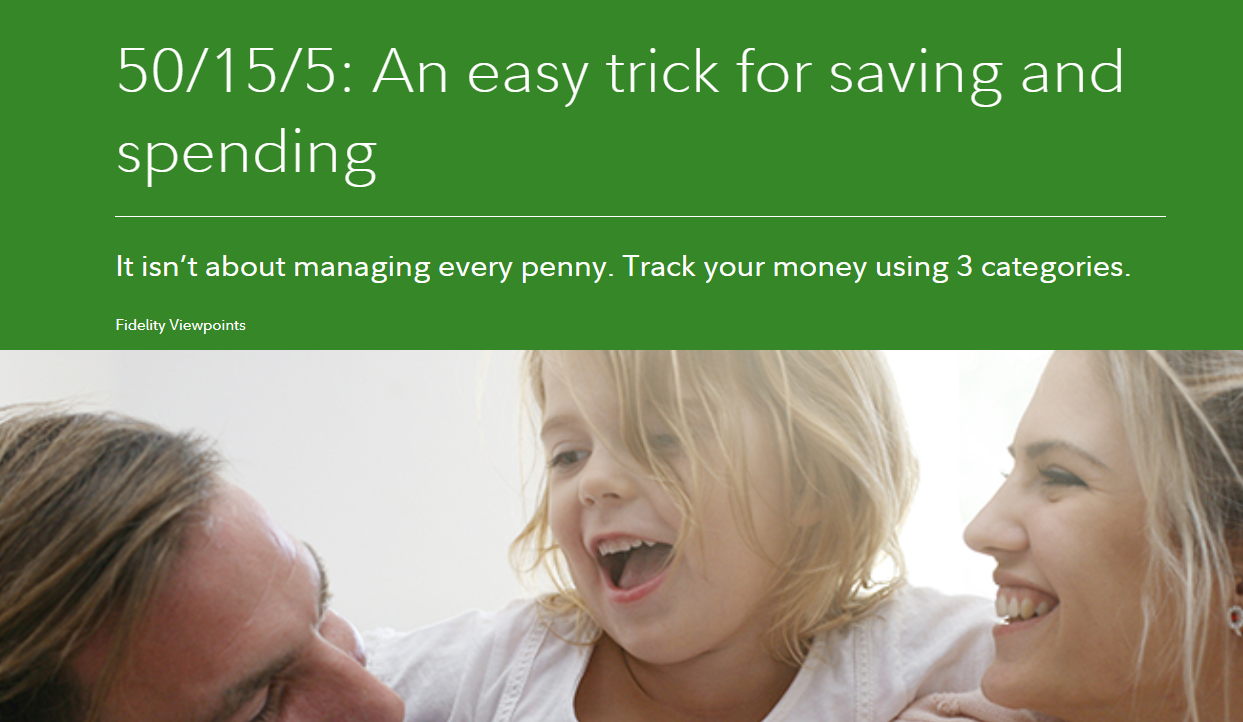 50/15/5: An easy trick for saving and
spending
It isn’t about managing every penny. Track your money using 3 categories.
Fidelity Viewpoints